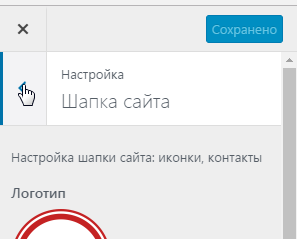 Сохранено
Настройка
Шапка сайта
Настройка шапки сайта: иконки, контакты
Логотип